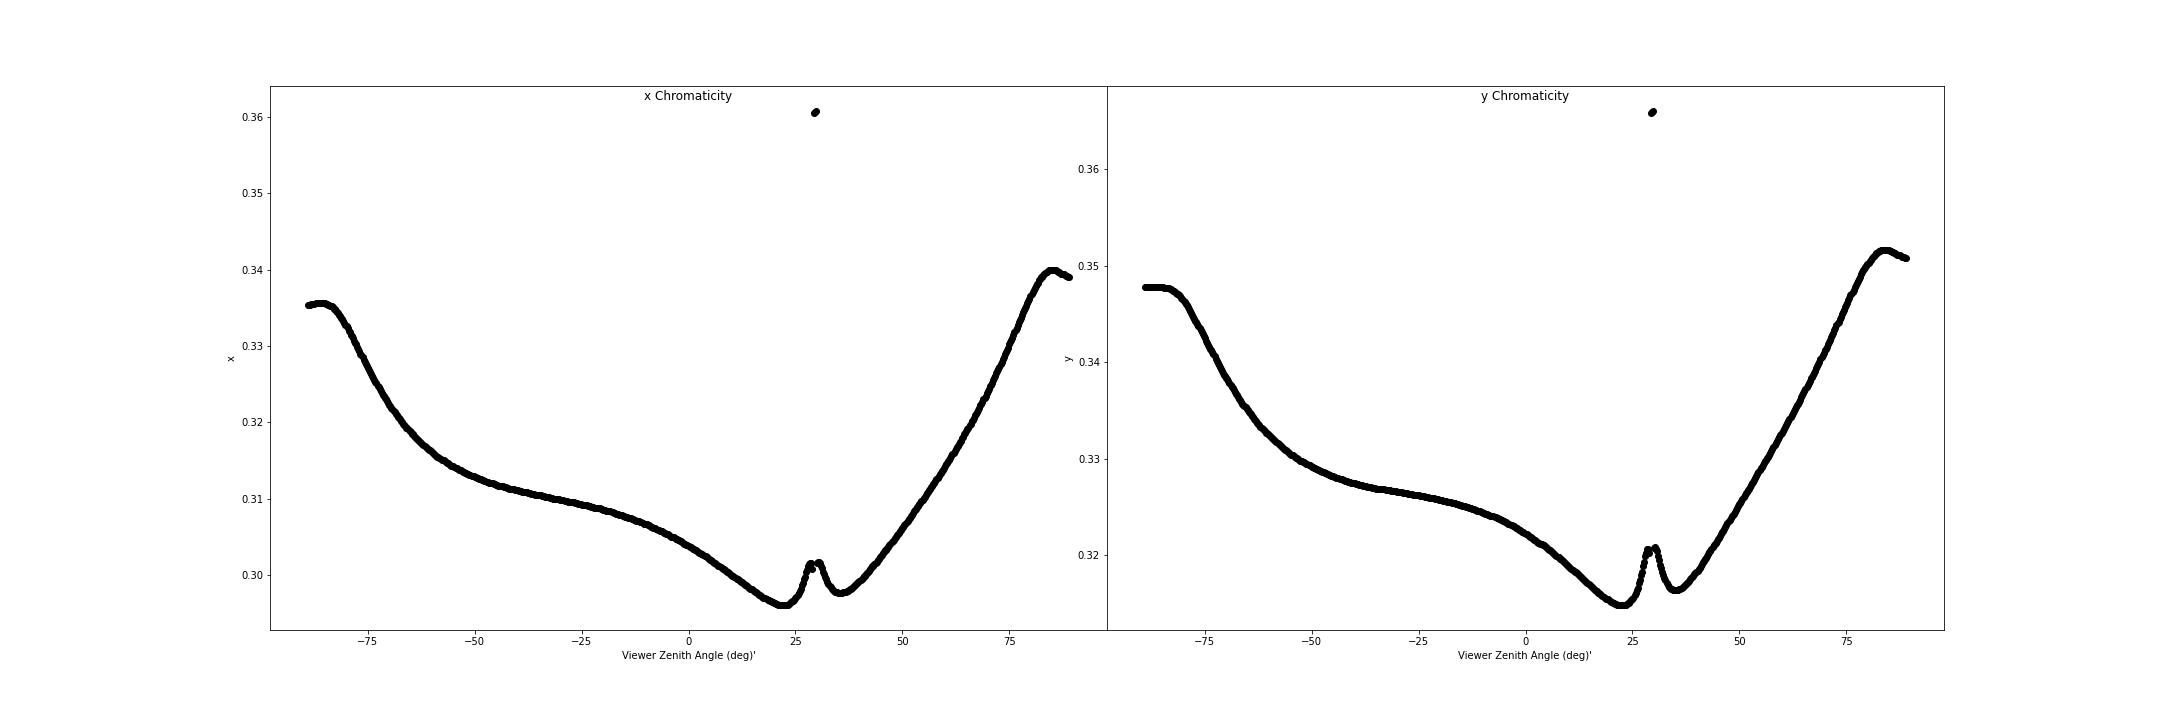 x Chromaticity
0.36
0.35
0.34
0.33
0.32
0.31
0.30
x
−75 −50 −25 0 25 50 75
Viewer Zenith Angle (deg)'
y Chromaticity
0.36
0.35
0.34
0.33
0.32
y
−75 −50 −25 0 25 50 75
Viewer Zenith Angle (deg)'